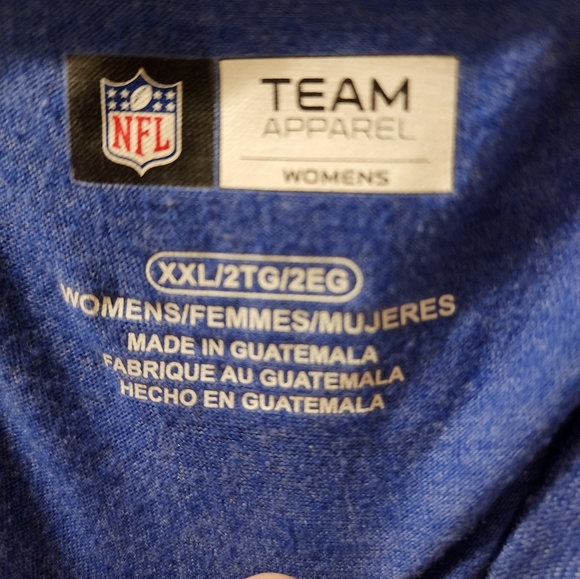 NFL
TEAM
APPAREL
WOMENS
XXL/2TG/2EG
WOMENS/FEMMES/MUJERES
MADE IN GUATEMALA
FABRIQUE AU GUATEMALA
HECHO EN GUATEMALA